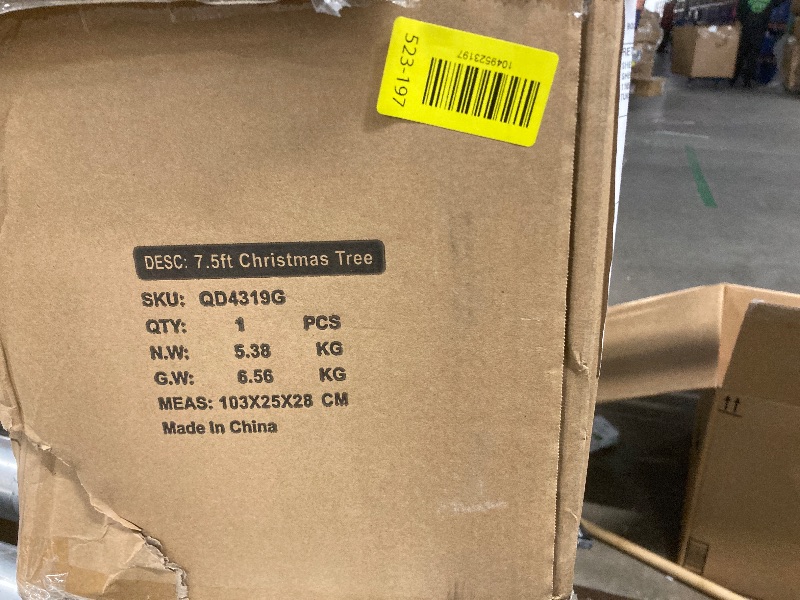 523-197
1049523197
DESC: 7.5ft Christmas Tree
SKU: QD4319G
QTY: 1 PCS
N.W: 5.38 KG
G.W: 6.56 KG
MEAS: 103X25X28 CM
Made In China